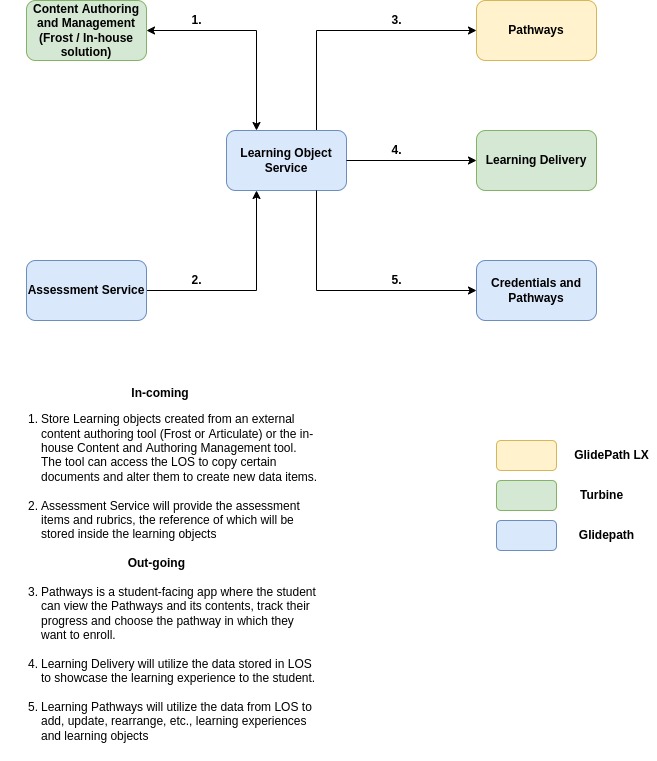 Content Authoring
and Management
(Frost / In-house
solution)
1.
3.
Pathways
Learning Object
Service
4.
Learning Delivery
Assessment Service
2.
5.
Credentials and
Pathways
In-coming
1. Store Learning objects created from an external
content authoring tool (Frost or Articulate) or the in-
house Content and Authoring Management tool.
The tool can access the LOS to copy certain
documents and alter them to create new data items.
2. Assessment Service will provide the assessment
items and rubrics, the reference of which will be
stored inside the learning objects
Out-going
3. Pathways is a student-facing app where the student
can view the Pathways and its contents, track their
progress and choose the pathway in which they
want to enroll.
4. Learning Delivery will utilize the data stored in LOS
to showcase the learning experience to the student.
5. Learning Pathways will utilize the data from LOS to
add, update, rearrange, etc., learning experiences
and learning objects
GlidePath LX
Turbine
Glidepath